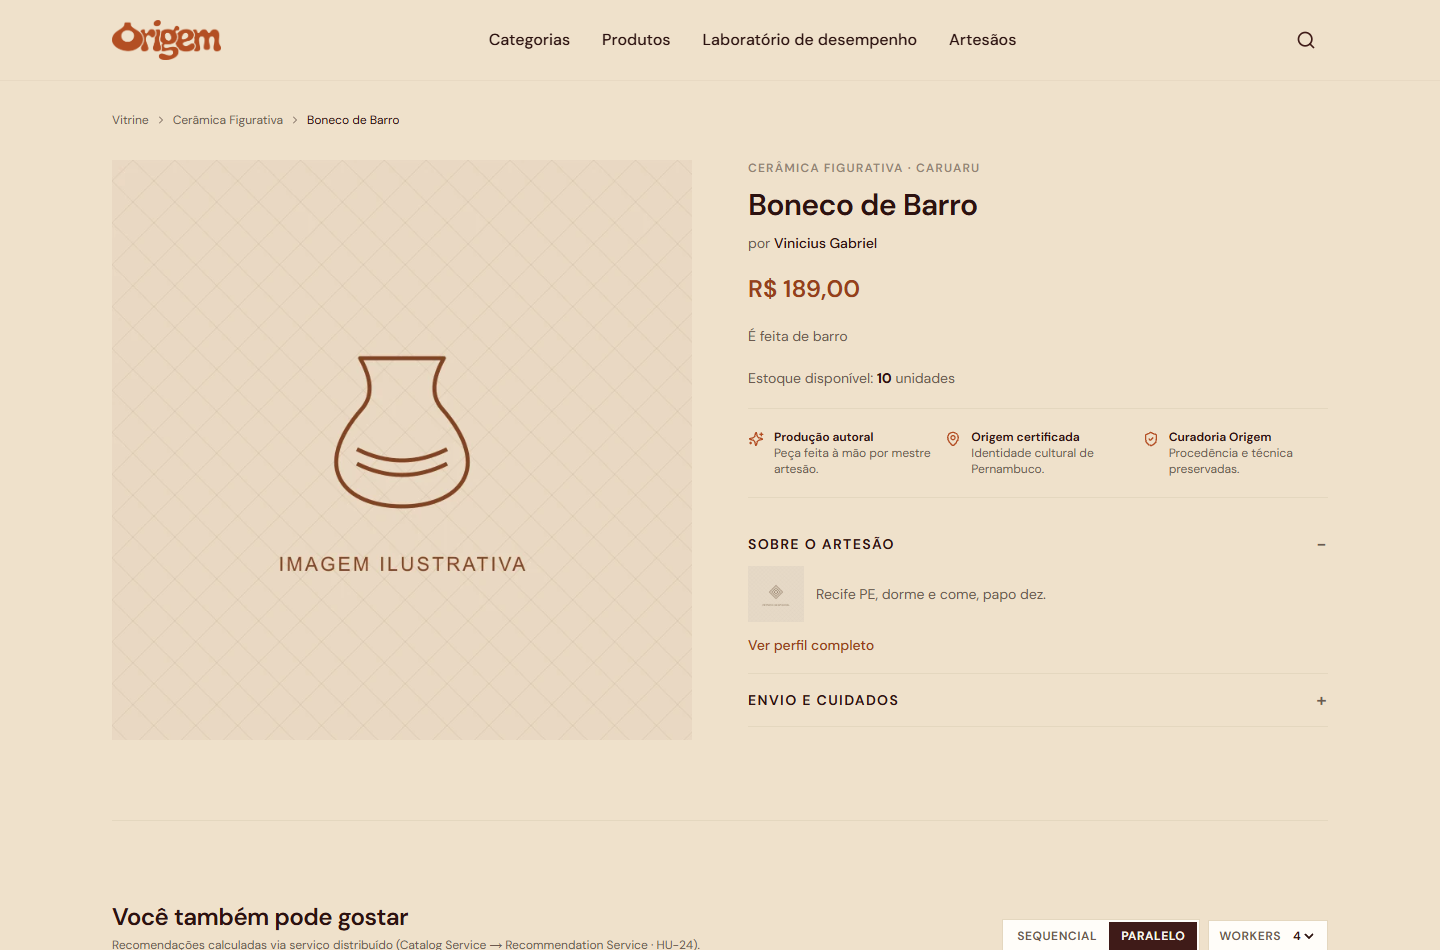 Origem
Categorias
Produtos
Laboratório de desempenho
Artesãos
Vitrine > Cerâmica Figurativa > Boneco de Barro
IMAGEM ILUSTRATIVA
CERÂMICA FIGURATIVA · CARUARU
Boneco de Barro
por Vinicius Gabriel
R$ 189,00
É feita de barro
Estoque disponível: 10 unidades
Produção autoral
Peça feita à mão por mestre
artesão.
Origem certificada
Identidade cultural de
Pernambuco.
Curadoria Origem
Procedência e técnica
preservadas.
SOBRE O ARTESÃO −
Recife PE, dorme e come, papo dez.
Ver perfil completo
ENVIO E CUIDADOS +
Você também pode gostar
Recomendações calculadas via serviço distribuído (Catalog Service → Recommendation Service · HU-24).
SEQUENCIAL
PARALELO
WORKERS 4